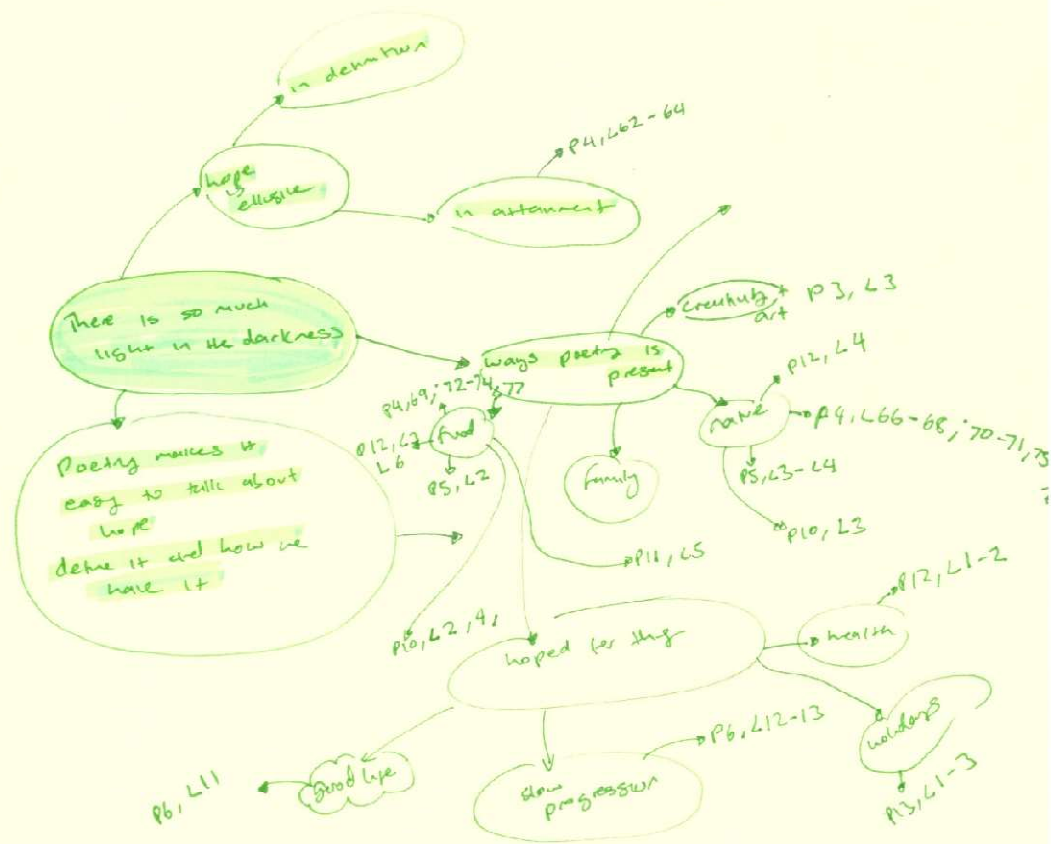 in definition
hope
is
ellusive
P4, L62-64
in attainment
There is so much
light in the darkness
ways poetry is
present
creativity +
art
P3, L3
P12, L4
P4, L66-68, 70-71, 75
P5, L3-L4
P10, L3
P4, 69, 72-74, 77
food
P12, L3
L6
P5, L2
family
P11, L5
P10, L2, 4,
Poetry makes it
easy to talk about
hope
define it and how we
have it
hoped for thing
health
P12, L1-2
holidays
P13, L1-3
slow
progression
P6, L12-13
good life
P6, L11